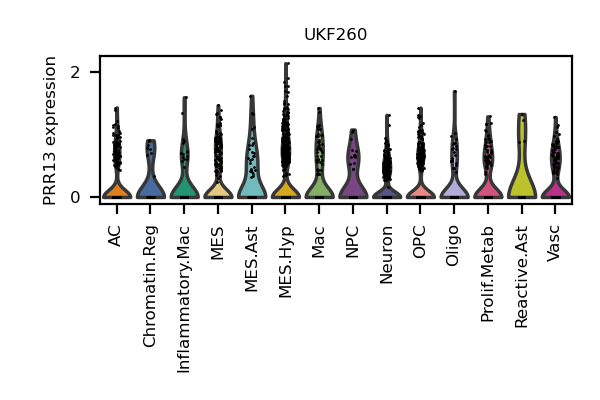 UKF260
PRR13 expression
2
0
AC
Chromatin.Reg
Inflammatory.Mac
MES
MES.Ast
MES.Hyp
Mac
NPC
Neuron
OPC
Oligo
Prolif.Metab
Reactive.Ast
Vasc